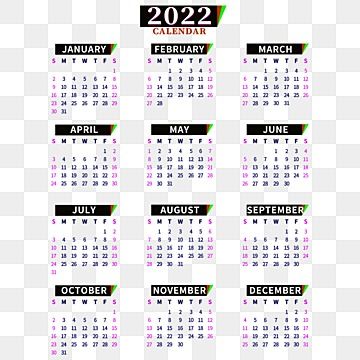 2022
CALENDAR
JANUARY
S M T W T F S
1
2 3 4 5 6 7 8
9 10 11 12 13 14 15
16 17 18 19 20 21 22
23 24 25 26 27 28 29
30 31
FEBRUARY
S M T W T F S
1 2 3 4 5
6 7 8 9 10 11 12
13 14 15 16 17 18 19
20 21 22 23 24 25 26
27 28
MARCH
S M T W T F S
1 2 3 4 5
6 7 8 9 10 11 12
13 14 15 16 17 18 19
20 21 22 23 24 25 26
27 28 29 30 31
APRIL
S M T W T F S
1 2
3 4 5 6 7 8 9
10 11 12 13 14 15 16
17 18 19 20 21 22 23
24 25 26 27 28 29 30
MAY
S M T W T F S
1 2 3 4 5 6 7
8 9 10 11 12 13 14
15 16 17 18 19 20 21
22 23 24 25 26 27 28
29 30 31
JUNE
S M T W T F S
1 2 3 4
5 6 7 8 9 10 11
12 13 14 15 16 17 18
19 20 21 22 23 24 25
26 27 28 29 30
JULY
S M T W T F S
1 2
3 4 5 6 7 8 9
10 11 12 13 14 15 16
17 18 19 20 21 22 23
24 25 26 27 28 29 30
31
AUGUST
S M T W T F S
1 2 3 4 5 6
7 8 9 10 11 12 13
14 15 16 17 18 19 20
21 22 23 24 25 26 27
28 29 30 31
SEPTEMBER
S M T W T F S
1 2 3
4 5 6 7 8 9 10
11 12 13 14 15 16 17
18 19 20 21 22 23 24
25 26 27 28 29 30
OCTOBER
S M T W T F S
1
2 3 4 5 6 7 8
9 10 11 12 13 14 15
16 17 18 19 20 21 22
23 24 25 26 27 28 29
30 31
NOVEMBER
S M T W T F S
1 2 3 4 5
6 7 8 9 10 11 12
13 14 15 16 17 18 19
20 21 22 23 24 25 26
27 28 29 30
DECEMBER
S M T W T F S
1 2 3
4 5 6 7 8 9 10
11 12 13 14 15 16 17
18 19 20 21 22 23 24
25 26 27 28 29 30 31